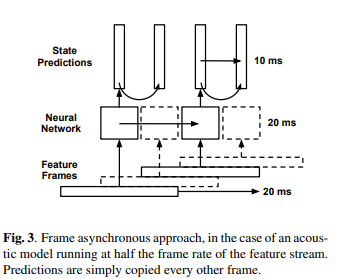 State
Predictions
10 ms
Neural
Network
20 ms
Feature
Frames
20 ms
Fig. 3. Frame asynchronous approach, in the case of an acous-
tic model running at half the frame rate of the feature stream.
Predictions are simply copied every other frame.